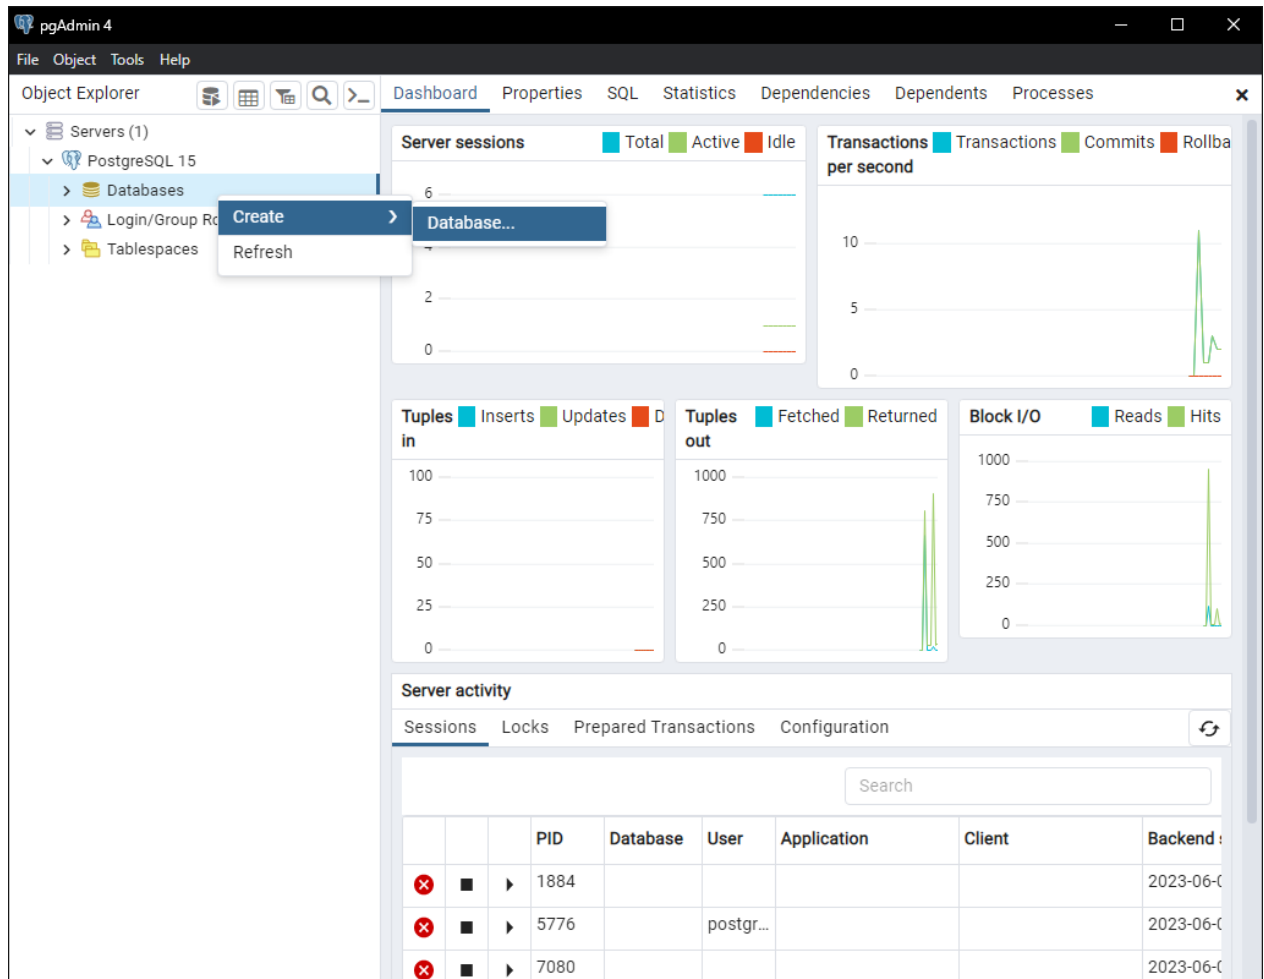 pgAdmin 4
File Object Tools Help
Object Explorer
Dashboard Properties SQL Statistics Dependencies Dependents Processes
Servers (1)
PostgreSQL 15
Databases
Login/Group Ro
Tablespaces
Create
Refresh
Database...
Server sessions Total Active Idle
6
4
2
0
Transactions per second Transactions Commits Rollba
10
5
0
Tuples in Inserts Updates D
100
75
50
25
0
Tuples out Fetched Returned
1000
750
500
250
0
Block I/O Reads Hits
1000
750
500
250
0
Server activity
Sessions Locks Prepared Transactions Configuration
Search
PID Database User Application Client Backend s
1884 2023-06-0
5776 postgr... 2023-06-0
7080 2023-06-0